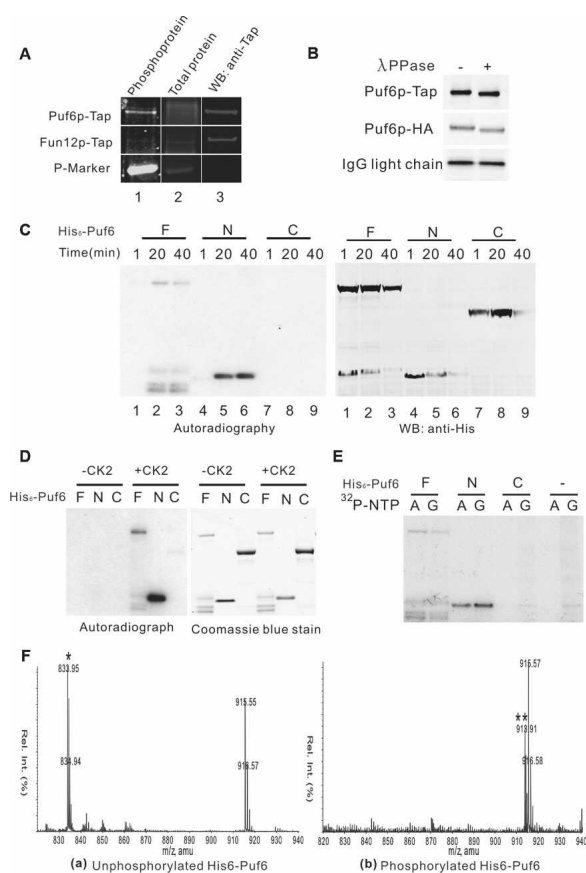 A
Phosphoprotein
Total protein
WB: anti-Tap
Puf6p-Tap
Fun12p-Tap
P-Marker
1 2 3
B
λPPase - +
Puf6p-Tap
Puf6p-HA
IgG light chain
C
His₆-Puf6 F N C F N C
Time(min) 1 20 40 1 20 40 1 20 40 1 20 40 1 20 40 1 20 40
1 2 3 4 5 6 7 8 9 1 2 3 4 5 6 7 8 9
Autoradiography WB: anti-His
D
-CK2 +CK2 -CK2 +CK2
His₆-Puf6 F N C F N C F N C F N C
Autoradiograph Coomassie blue stain
E
His₆-Puf6 F N C -
³²P-NTP A G A G A G A G
F
*
833.95
834.94
915.55
916.57
Rel. Int. (%)
830 840 850 860 870 880 890 900 910 920 930 940
m/z, amu
(a) Unphosphorylated His6-Puf6
915.57
**
913.91
916.58
Rel. Int. (%)
820 830 840 850 860 870 880 890 900 910 920 930 940
m/z, amu
(b) Phosphorylated His6-Puf6